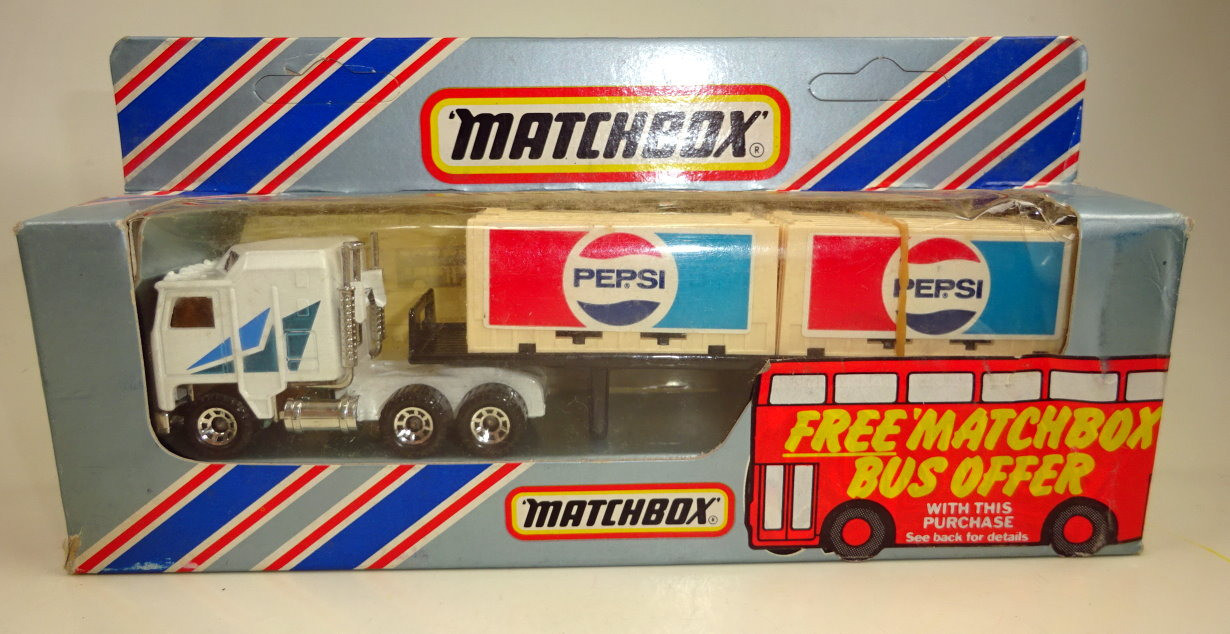 'MATCHBOX'®
PEPSI
PEPSI
FREE 'MATCHBOX
BUS OFFER
WITH THIS
PURCHASE
See back for details
'MATCHBOX'®